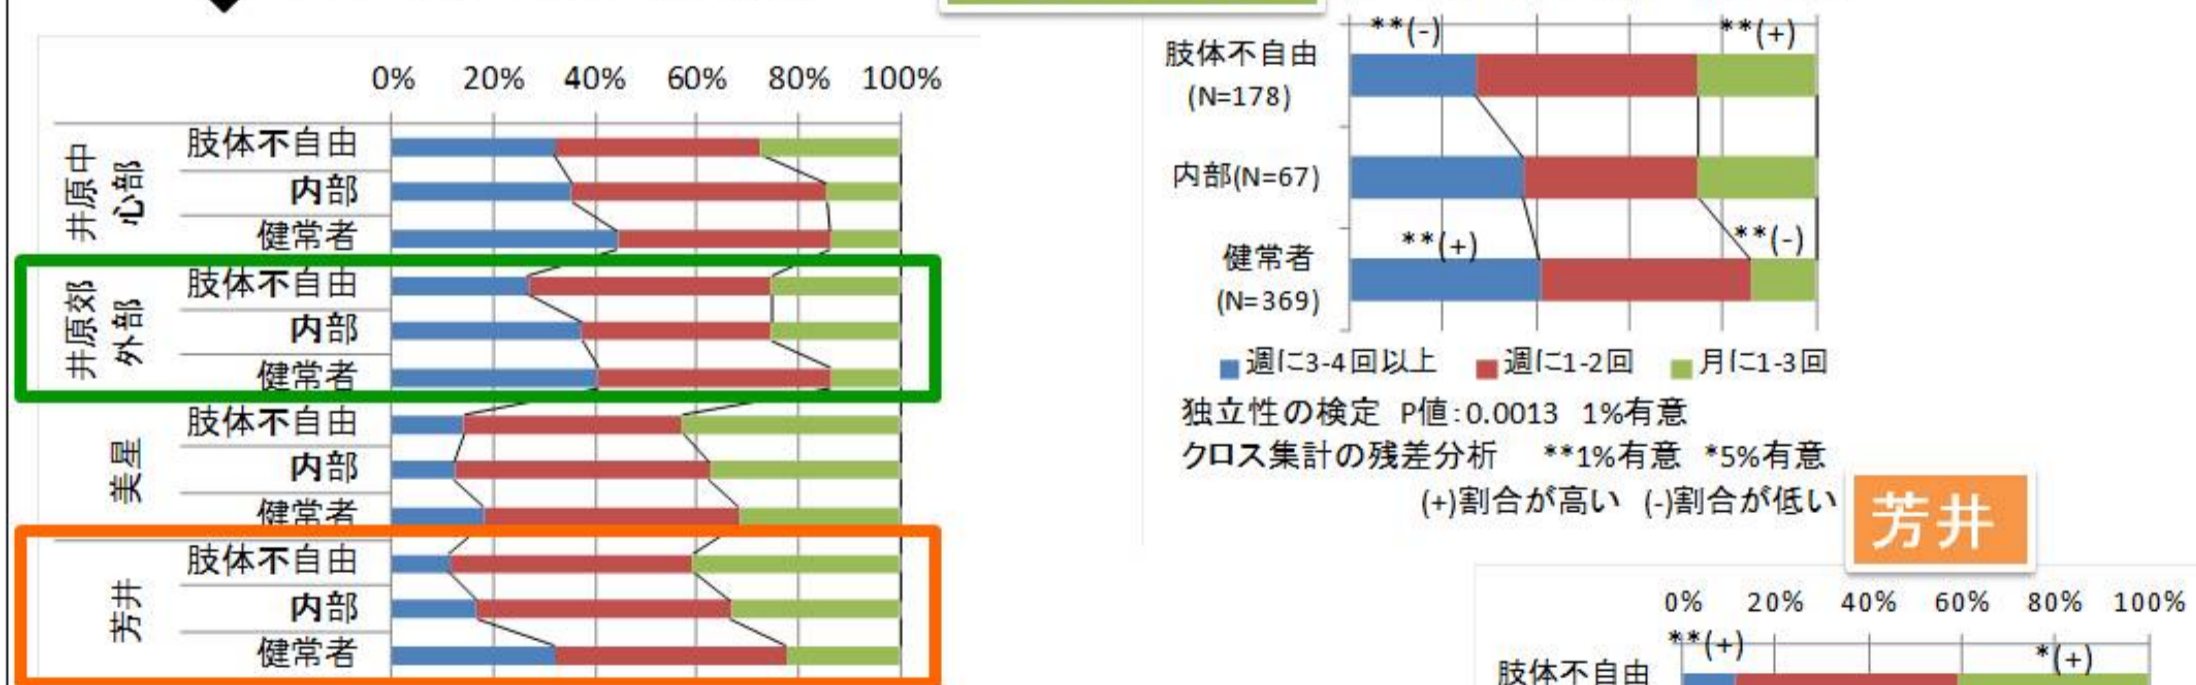 0% 20% 40% 60% 80% 100%
井原中心部
肢体不自由
内部
健常者
井原郊外部
肢体不自由
内部
健常者
美星
肢体不自由
内部
健常者
芳井
肢体不自由
内部
健常者
**(-) **(+)
肢体不自由
(N=178)
内部(N=67)
**(+) **(-)
健常者
(N=369)
週に3-4回以上 週に1-2回 月に1-3回
独立性の検定 P値:0.0013 1%有意
クロス集計の残差分析 **1%有意 *5%有意
(+)割合が高い (-)割合が低い
芳井
0% 20% 40% 60% 80% 100%
**(+) *(+)
肢体不自由